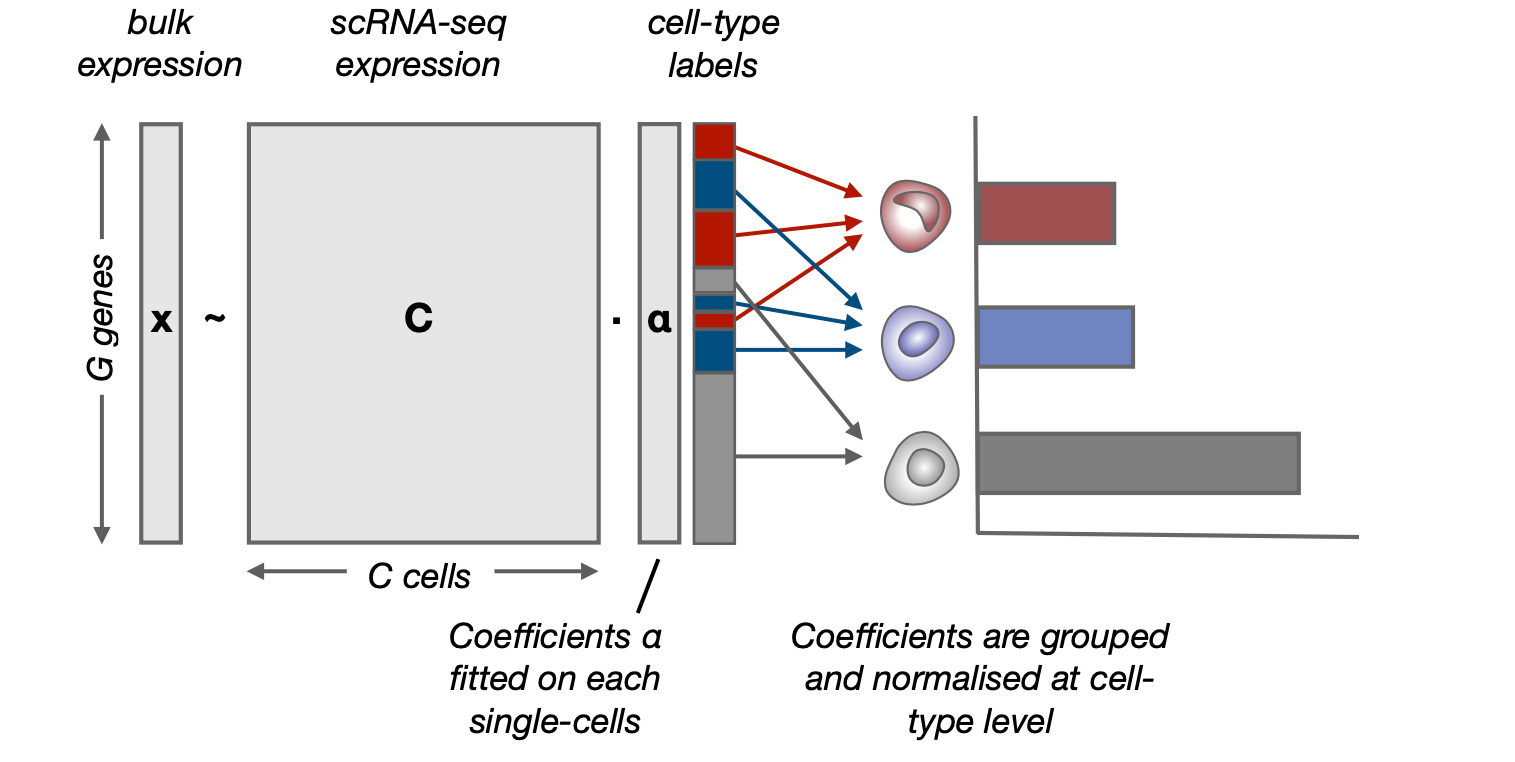 bulk
expression
scRNA-seq
expression
cell-type
labels
G genes
x
~
C
·
α
C cells
Coefficients α
fitted on each
single-cells
Coefficients are grouped
and normalised at cell-
type level